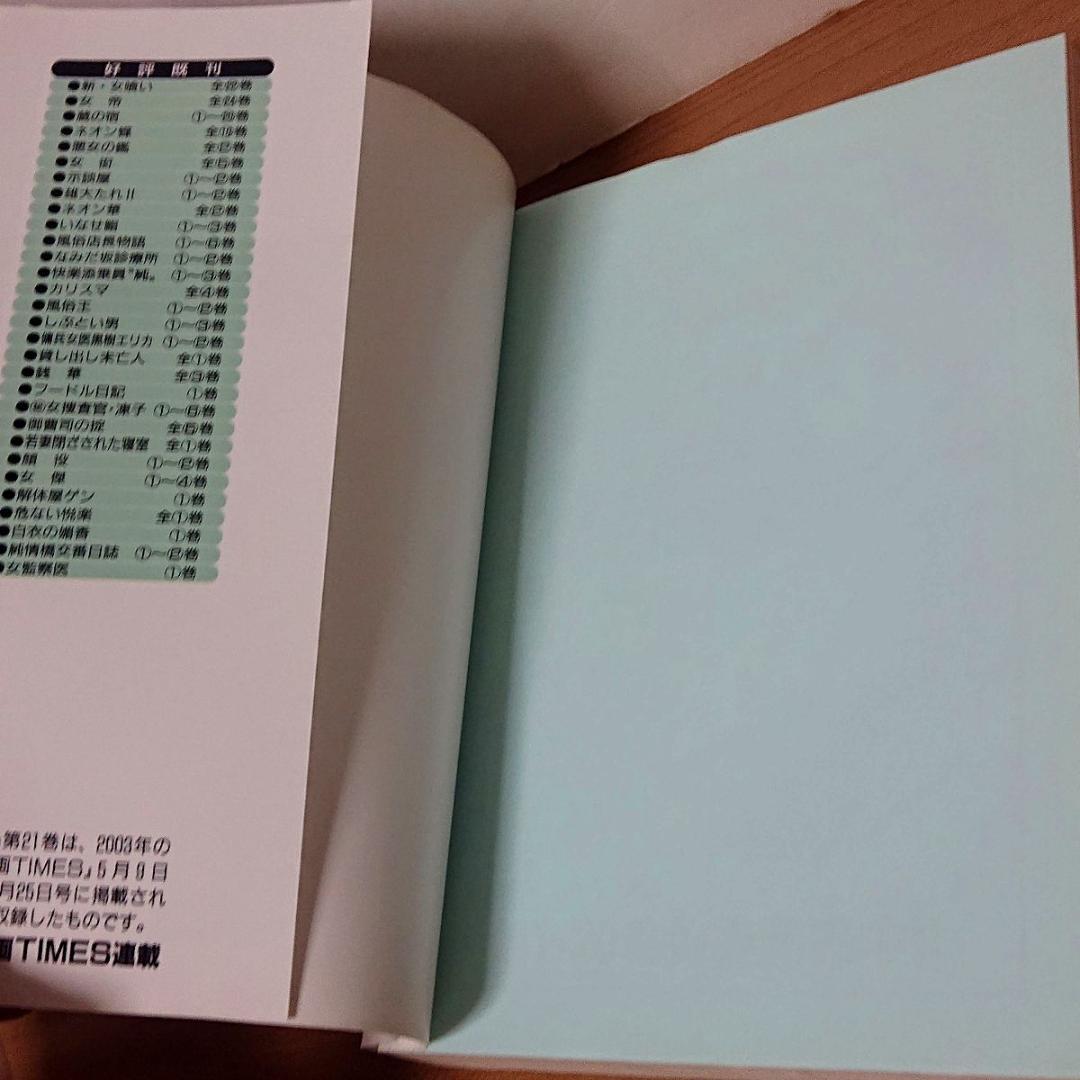 好評既刊
●新・女喰い 全㉒巻
●女 帝 全㉔巻
●蔵の宿 ①〜⑳巻
●ネオン蝶 全⑮巻
●悪女の鑑 全②巻
●女 衒 全⑤巻
●示談屋 ①〜②巻
●雄犬たれII ①〜②巻
●ネオン華 全②巻
●いなせ鮨 ①〜③巻
●風俗店長物語 ①〜⑥巻
●なみだ坂診療所 ①〜②巻
●快楽添乗員"純" ①〜③巻
●カリスマ 全④巻
●風俗王 ①〜②巻
●しぶとい男 ①〜③巻
●傭兵女医黒樹エリカ ①〜②巻
●貸し出し未亡人 全①巻
●銭 華 全③巻
●フードル日記 ①巻
●㊙女捜査官・凍子 ①〜⑥巻
●御曹司の掟 全⑤巻
●若妻閉ざされた寝室 全①巻
●顔 役 ①〜②巻
●女 傑 ①〜④巻
●解体屋ゲン ①巻
●危ない悦楽 全①巻
●白衣の媚香 ①巻
●純情橋交番日誌 ①〜②巻
●女監察医 ①巻
第21巻は、2003年の
画TIMES』5月9日
月25日号に掲載され
収録したものです。
画TIMES連載